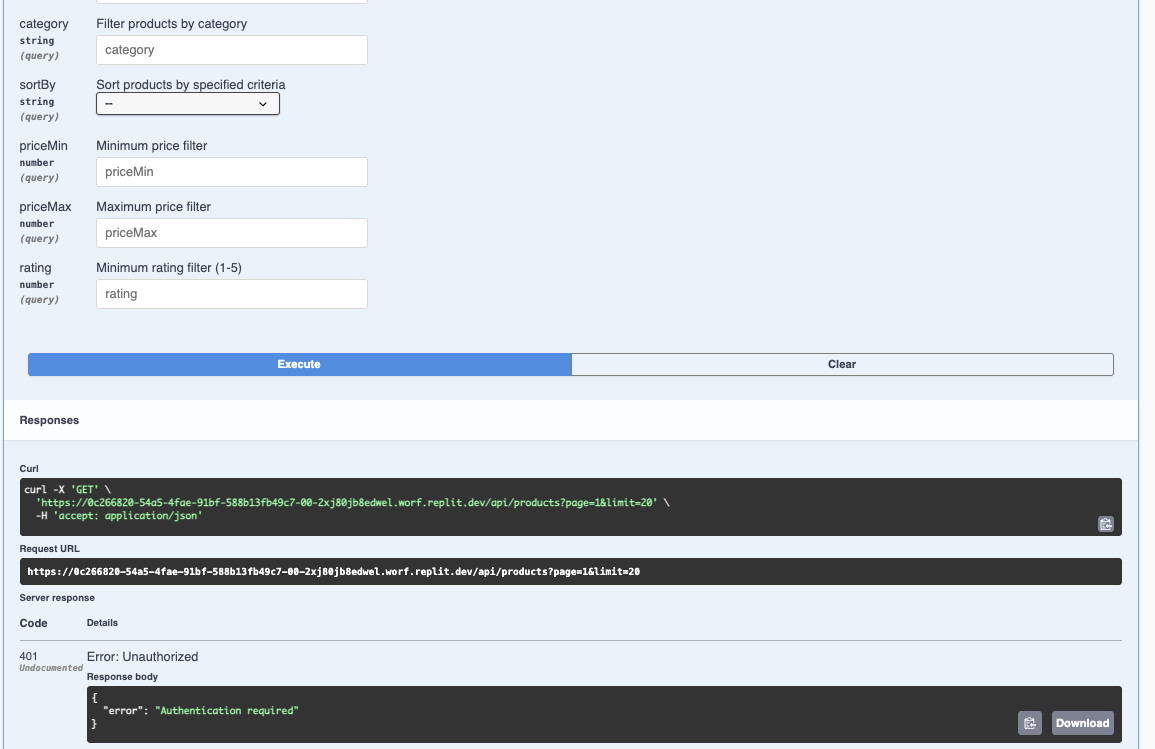 category Filter products by category
string
(query) category
sortBy Sort products by specified criteria
string --
(query)
priceMin Minimum price filter
number priceMin
(query)
priceMax Maximum price filter
number priceMax
(query)
rating Minimum rating filter (1-5)
number rating
(query)
Execute Clear
Responses
Curl
curl -X 'GET' \
'https://0c266820-54a5-4fae-91bf-588b13fb49c7-00-2xj80jb8edwel.worf.replit.dev/api/products?page=1&limit=20' \
-H 'accept: application/json'
Request URL
https://0c266820-54a5-4fae-91bf-588b13fb49c7-00-2xj80jb8edwel.worf.replit.dev/api/products?page=1&limit=20
Server response
Code Details
401 Error: Unauthorized
Undocumented
Response body
{
"error": "Authentication required"
}
Download